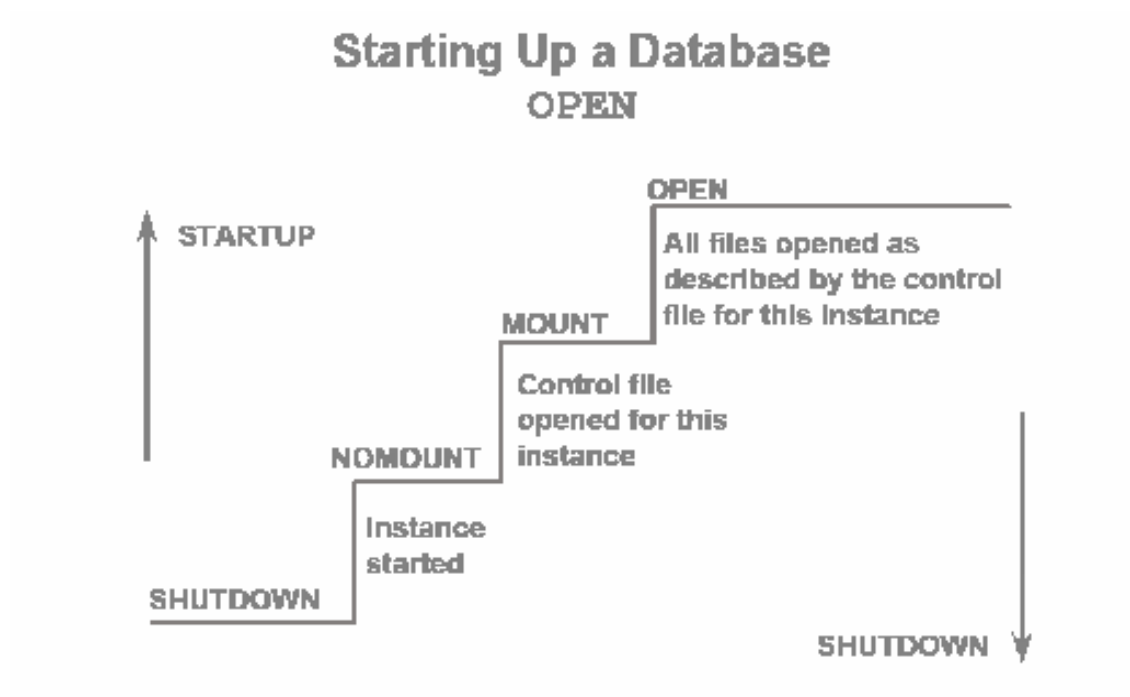 Starting Up a Database
OPEN
OPEN
STARTUP
All files opened as
described by the control
file for this instance
MOUNT
Control file
opened for this
instance
NOMOUNT
Instance
started
SHUTDOWN
SHUTDOWN